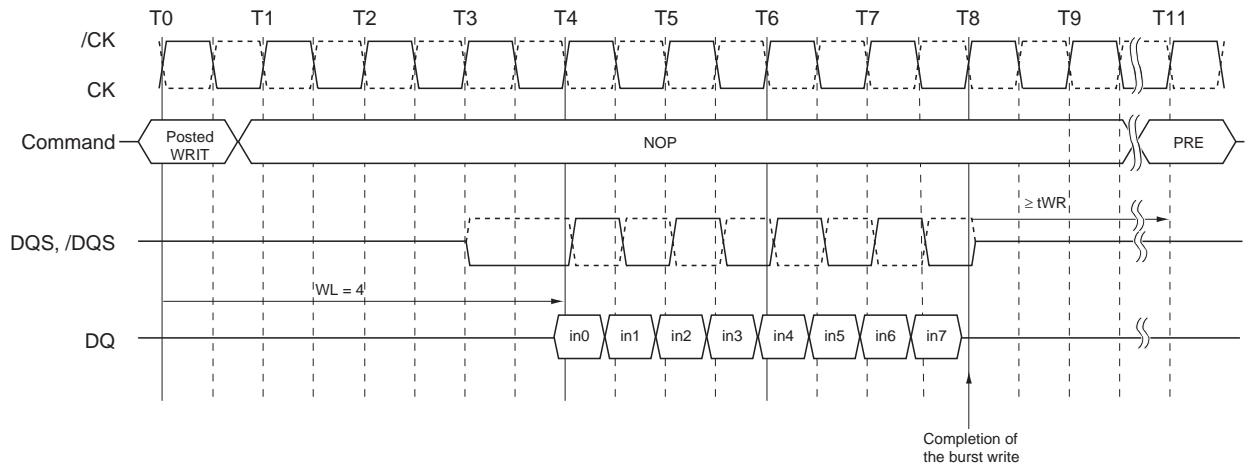 T0 T1 T2 T3 T4 T5 T6 T7 T8 T9 T11
/CK
CK
Command
Posted
WRIT
NOP
PRE
≥ tWR
DQS, /DQS
WL = 4
DQ
in0 in1 in2 in3 in4 in5 in6 in7
Completion of
the burst write